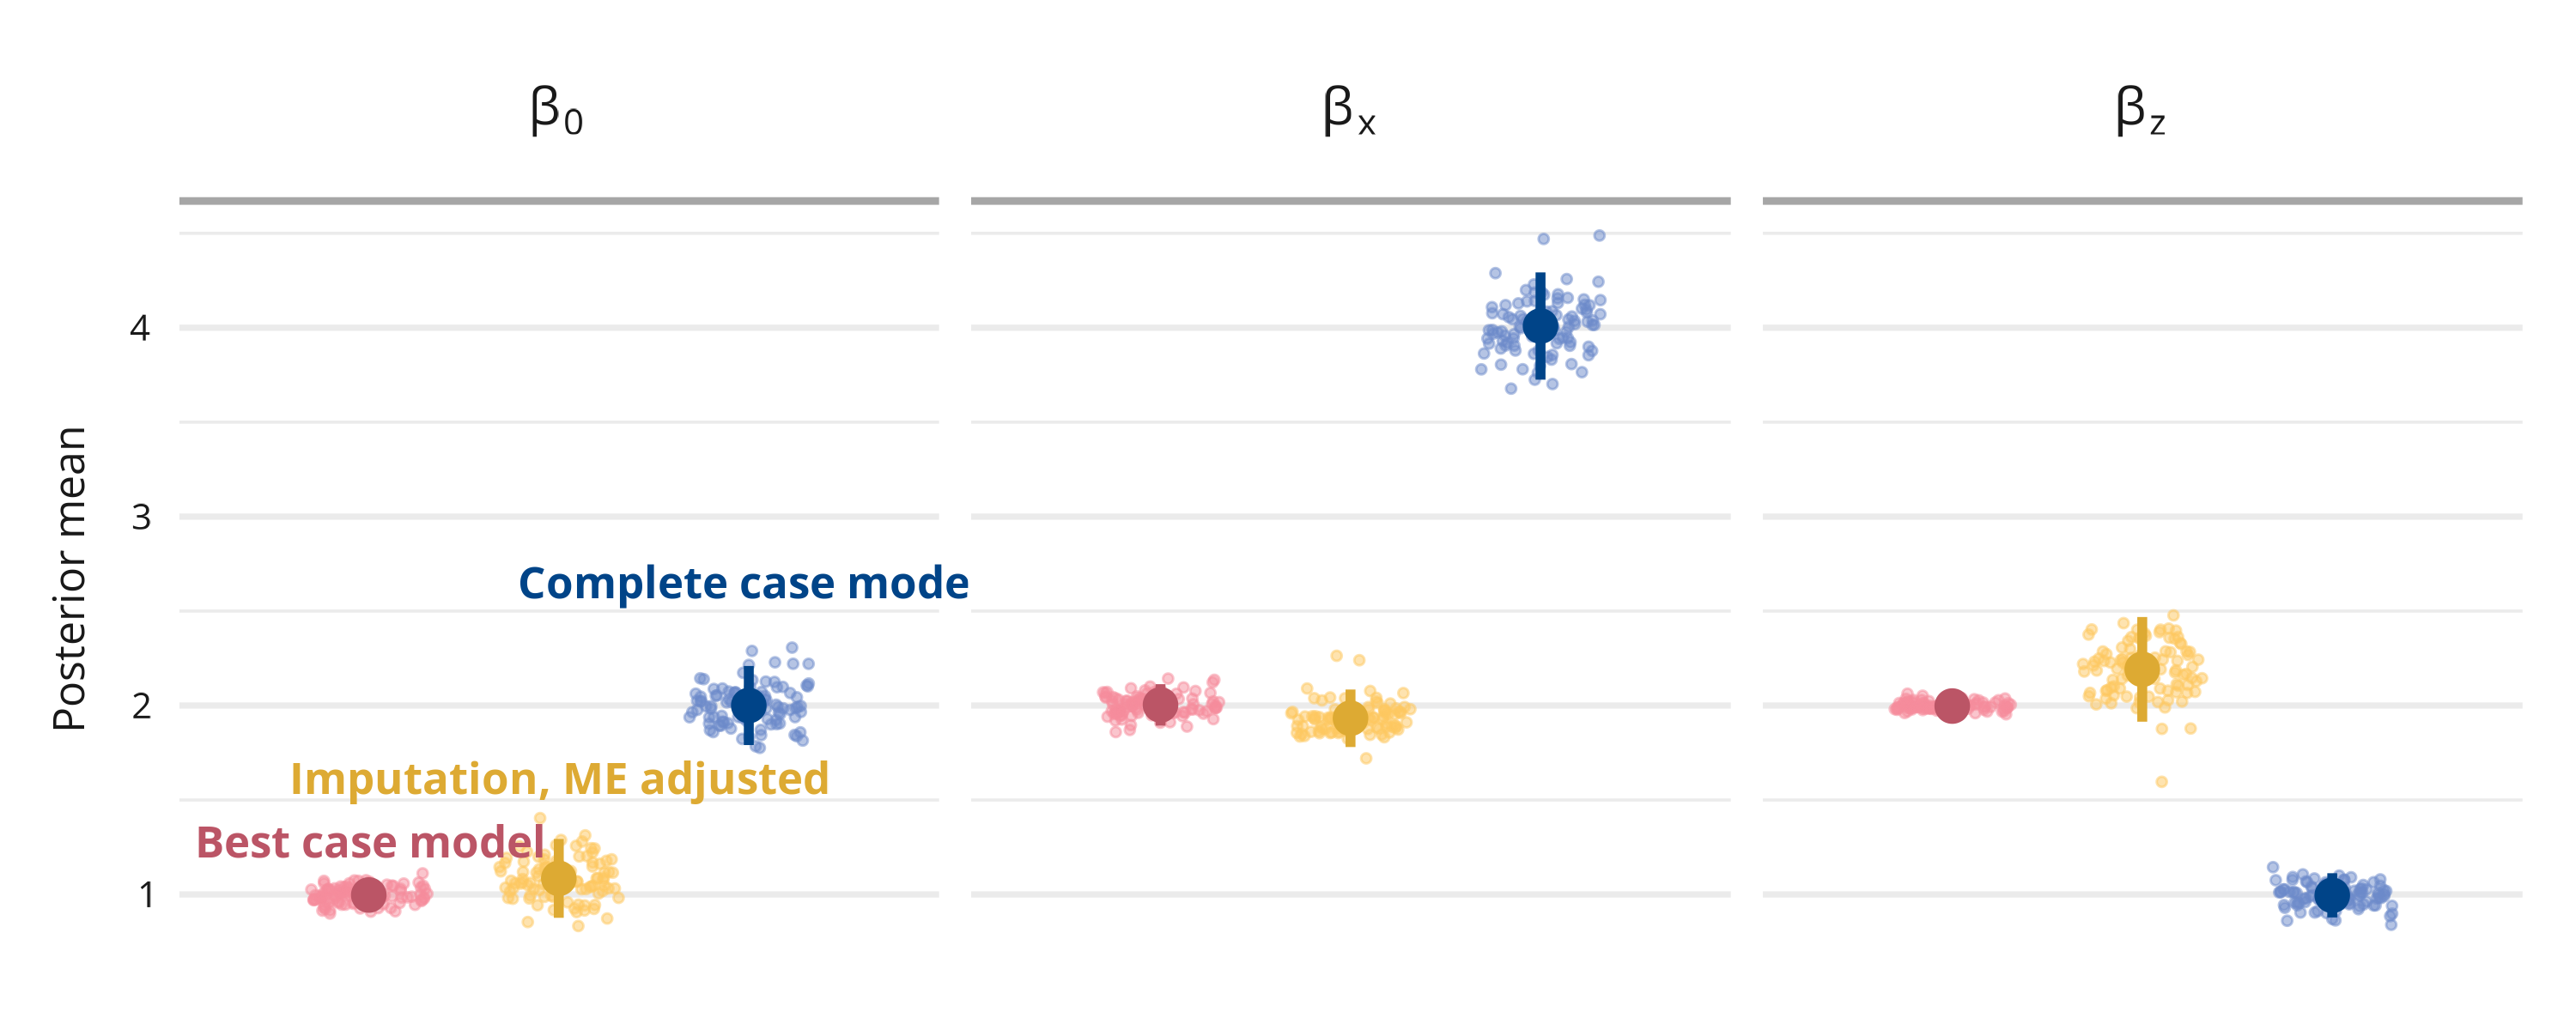 β0
βx
βz
Posterior mean
4
3
2
1
Complete case mode
Imputation, ME adjusted
Best case model